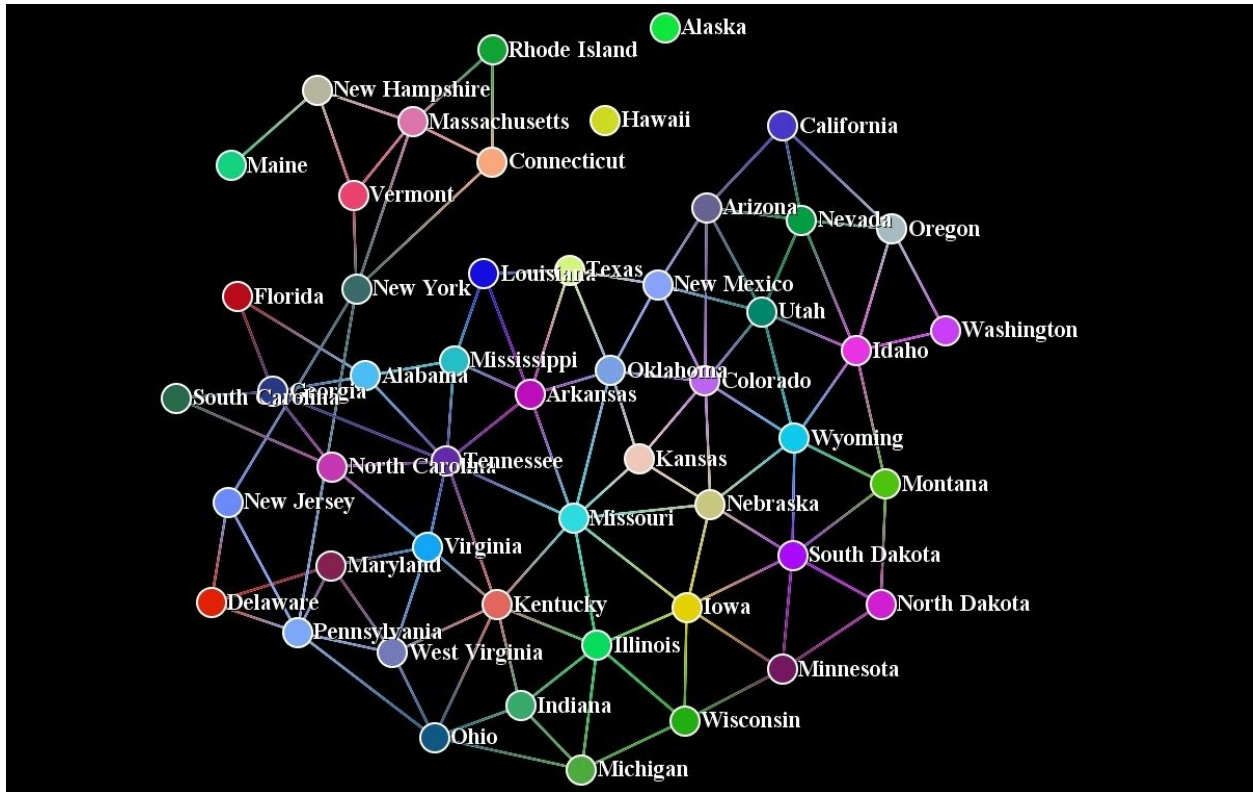 Alaska
Rhode Island
New Hampshire
Massachusetts
Hawaii
California
Connecticut
Maine
Vermont
Arizona
Nevada
Oregon
Louisiana
Texas
New Mexico
New York
Florida
Utah
Washington
Idaho
Mississippi
Alabama
Oklahoma
Colorado
Georgia
South Carolina
Arkansas
Wyoming
Kansas
Tennessee
North Carolina
Montana
New Jersey
Nebraska
Missouri
Virginia
South Dakota
Maryland
Delaware
Kentucky
Iowa
North Dakota
Pennsylvania
West Virginia
Illinois
Minnesota
Indiana
Wisconsin
Ohio
Michigan